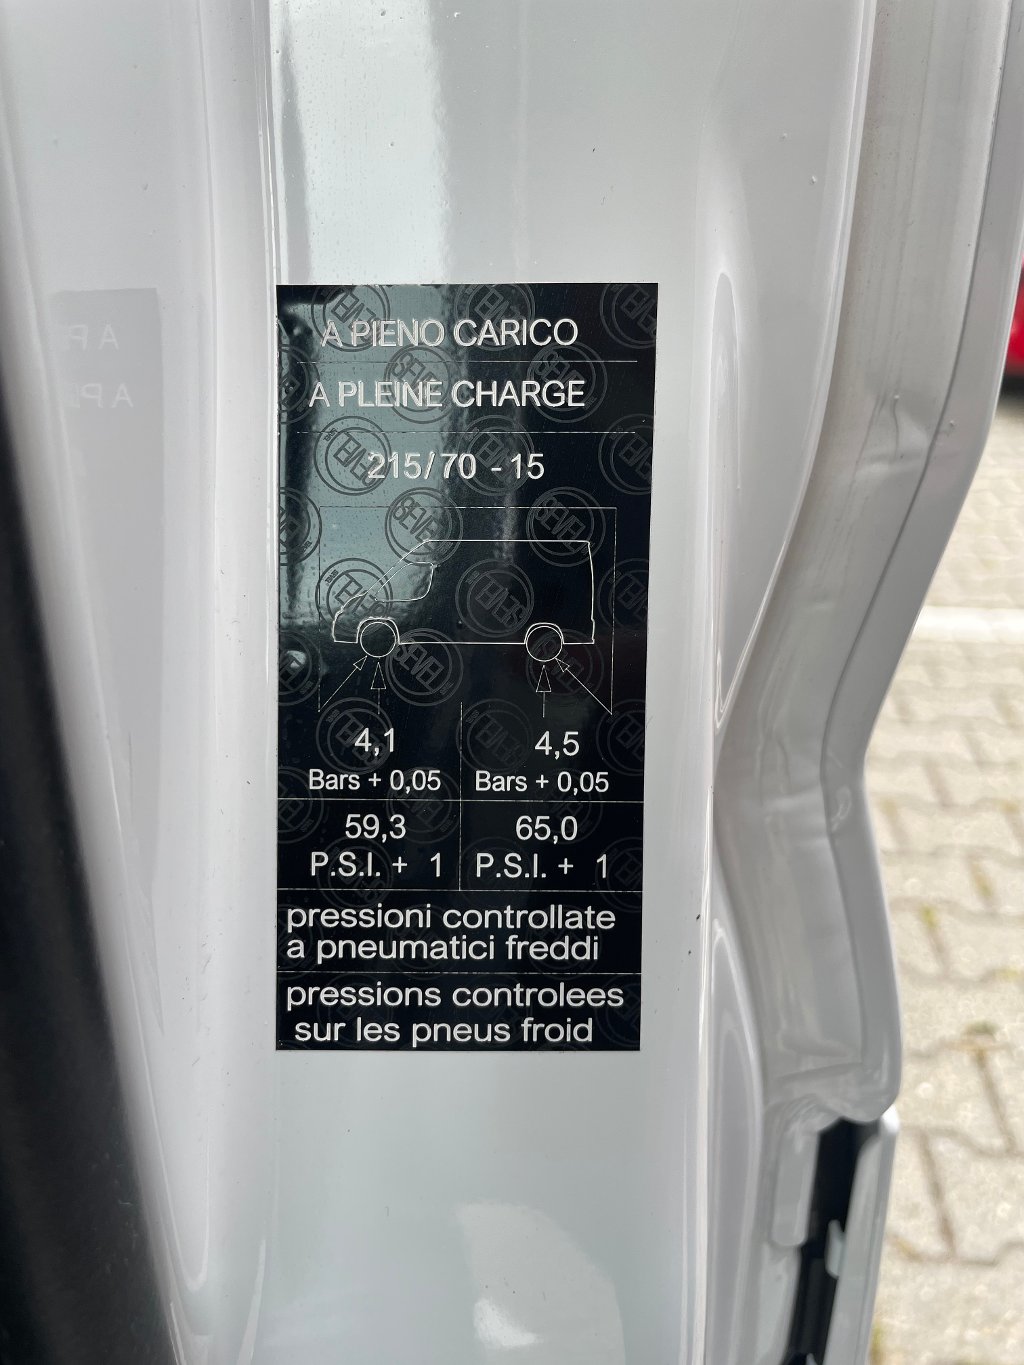 A PIENO CARICO
A PLEINE CHARGE
215/70 - 15
4,1 4,5
Bars + 0,05 Bars + 0,05
59,3 65,0
P.S.I. + 1 P.S.I. + 1
pressioni controllate
a pneumatici freddi
pressions controlees
sur les pneus froid
SEVEL